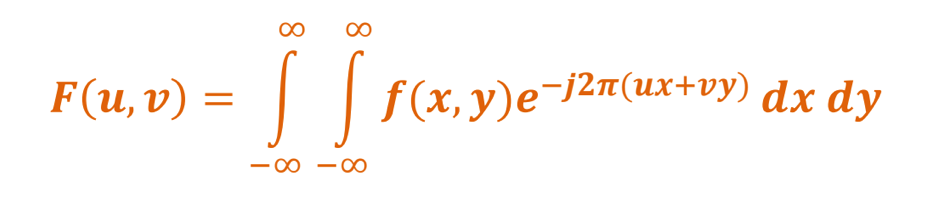 F(u, v) = ∫_{-∞}^{∞} ∫_{-∞}^{∞} f(x, y)e^{-j2π(ux+vy)} dx dy